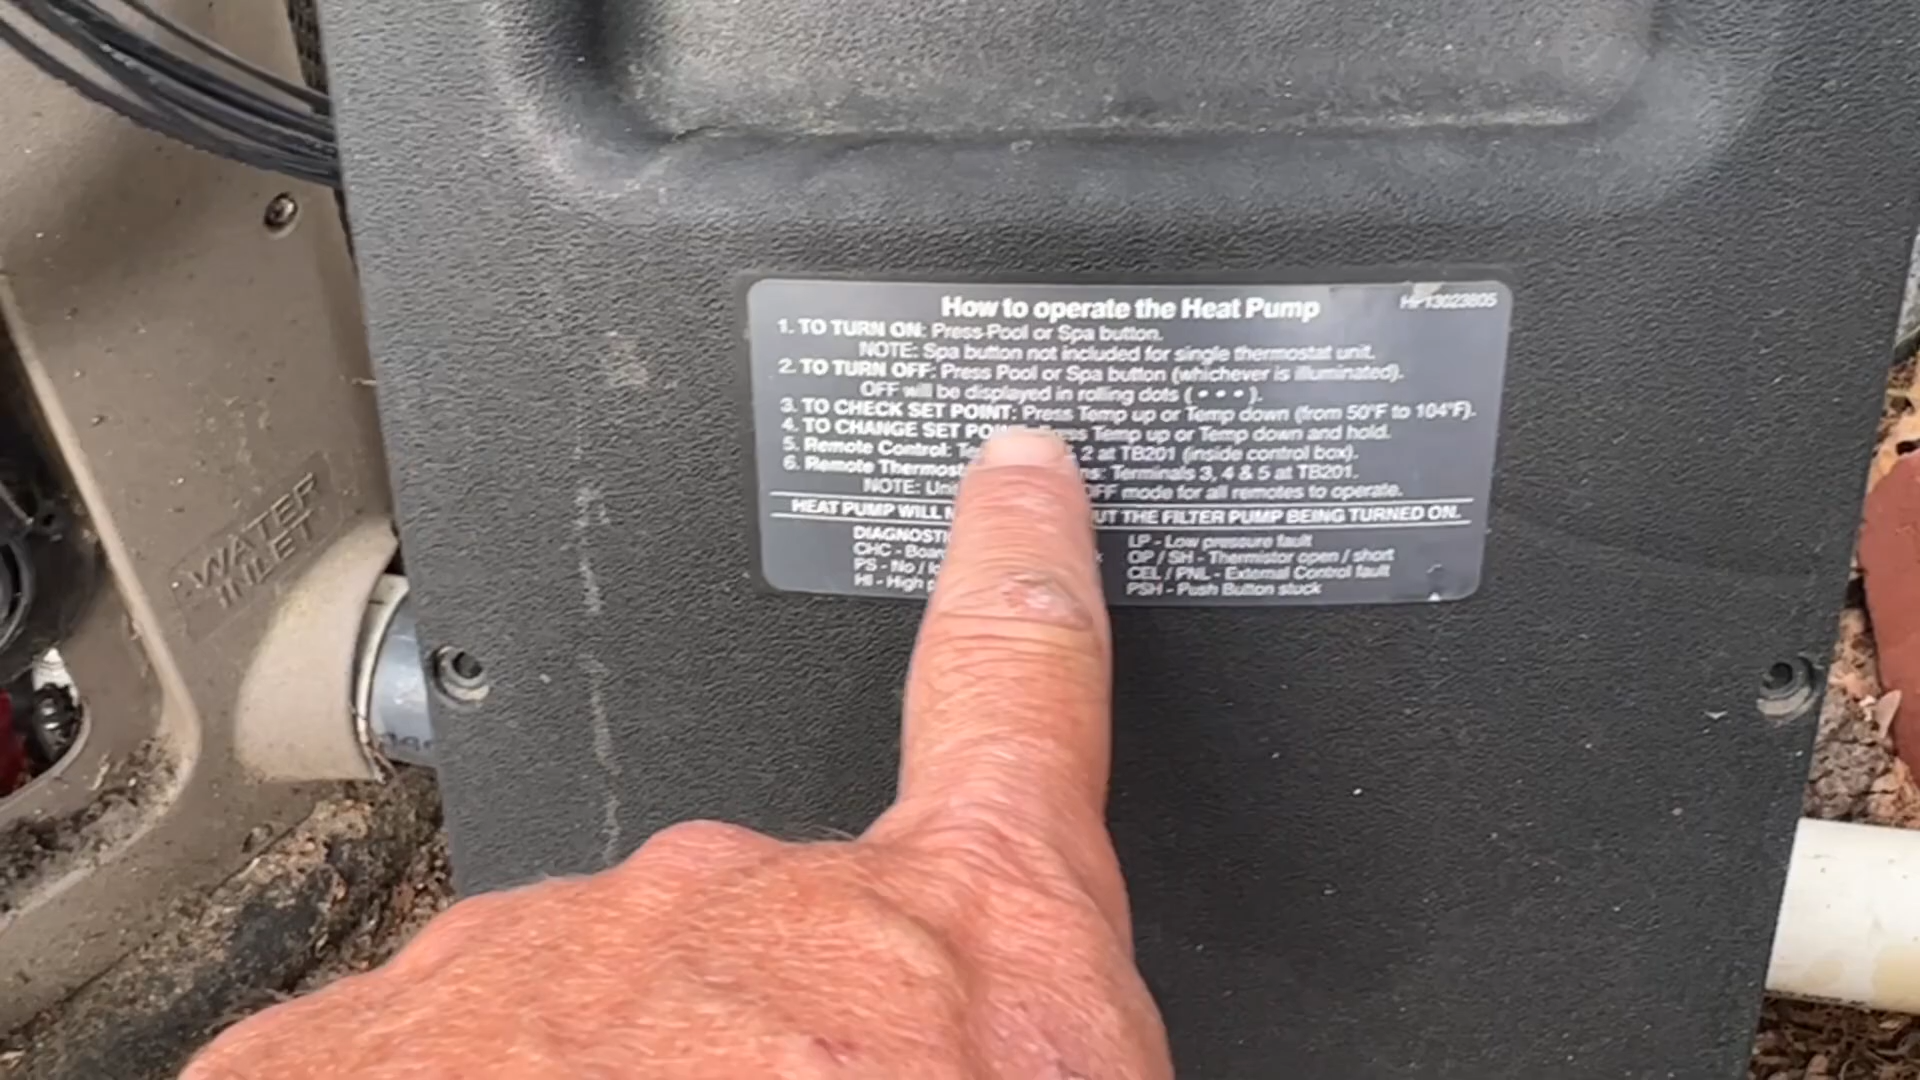 How to operate the Heat Pump
HP13023805
1. TO TURN ON: Press Pool or Spa button.
NOTE: Spa button not included for single thermostat unit.
2. TO TURN OFF: Press Pool or Spa button (whichever is illuminated).
OFF will be displayed in rolling dots ( • • • ).
3. TO CHECK SET POINT: Press Temp up or Temp down (from 50°F to 104°F).
4. TO CHANGE SET Temp up or Temp down and hold.
5. Remote Control: 2 at TB201 (inside control box).
6. Remote Terminals 3, 4 & 5 at TB201.
NOTE: mode for all remotes to operate.
HEAT PUMP WILL THE FILTER PUMP BEING TURNED ON.
CHC -
PS - No /
HI - High
LP - Low pressure fault
OP / SH - Thermistor open / short
CEL / PNL - External Control fault
PSH - Push Button stuck
WATER
INLET